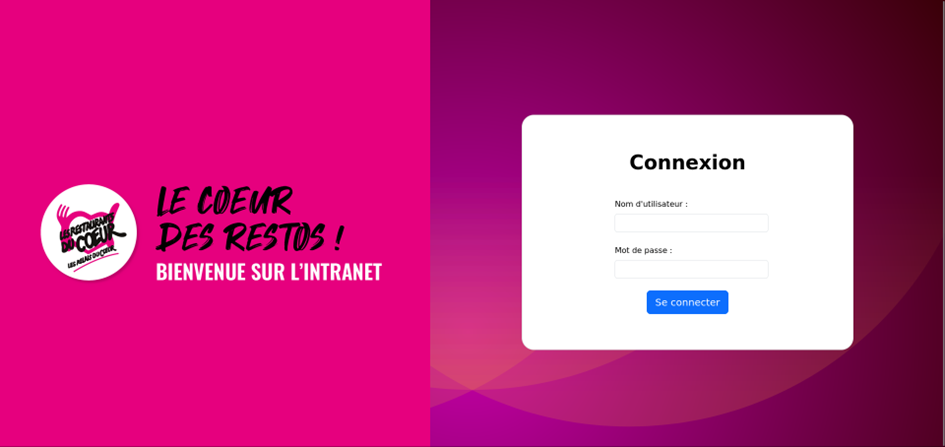 LES RESTAURANTS
DU COEUR
LES RELAIS DU COEUR
LE COEUR
DES RESTOS !
BIENVENUE SUR L'INTRANET
Connexion
Nom d'utilisateur :
Mot de passe :
Se connecter